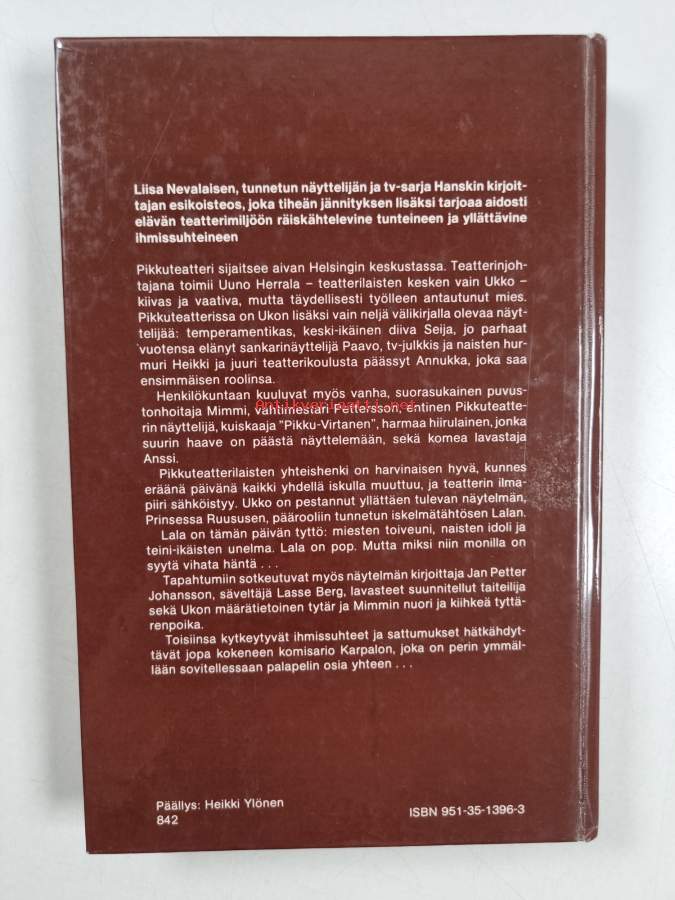 Liisa Nevalaisen, tunnetun näyttelijän ja tv-sarja Hanskin kirjoit-
tajan esikoisteos, joka tiheän jännityksen lisäksi tarjoaa aidosti
elävän teatterimiljöön räiskähtelevine tunteineen ja yllättävine
ihmissuhteineen
Pikkuteatteri sijaitsee aivan Helsingin keskustassa. Teatterinjoh-
tajana toimii Uuno Herrala – teatterilaisten kesken vain Ukko –
kiivas ja vaativa, mutta täydellisesti työlleen antautunut mies.
Pikkuteatterissa on Ukon lisäksi vain neljä välikirjalla olevaa näyt-
telijää: temperamentikas, keski-ikäinen diiva Seija, jo parhaat
vuotensa elänyt sankarinäyttelijä Paavo, tv-julkkis ja naisten hur-
muri Heikki ja juuri teatterikoulusta päässyt Annukka, joka saa
ensimmäisen roolinsa.
Henkilökuntaan kuuluvat myös vanha, suorasukainen puvus-
tonhoitaja Mimmi, vahtimestari Pettersson, entinen Pikkuteatte-
rin näyttelijä, kuiskaaja "Pikku-Virtanen", harmaa hiirulainen, jonka
suurin haave on päästä näyttelemään, sekä komea lavastaja
Anssi.
Pikkuteatterilaisten yhteishenki on harvinaisen hyvä, kunnes
eräänä päivänä kaikki yhdellä iskulla muuttuu, ja teatterin ilma-
piiri sähköistyy. Ukko on pestannut yllättäen tulevan näytelmän,
Prinsessa Ruususen, päärooliin tunnetun iskelmätähtösen Lalan.
Lala on tämän päivän tyttö: miesten toiveuni, naisten idoli ja
teini-ikäisten unelma. Lala on pop. Mutta miksi niin monilla on
syytä vihata häntä . . .
Tapahtumiin sotkeutuvat myös näytelmän kirjoittaja Jan Petter
Johansson, säveltäjä Lasse Berg, lavasteet suunnitellut taiteilija
sekä Ukon määrätietoinen tytär ja Mimmin nuori ja kiihkeä tyttä-
renpoika.
Toisiinsa kytkeytyvät ihmissuhteet ja sattumukset hätkähdyt-
tävät jopa kokeneen komisario Karpalon, joka on perin ymmäl-
lään sovitellessaan palapelin osia yhteen . . .
Päällys: Heikki Ylönen
842
ISBN 951-35-1396-3
Antikvariaatti.net